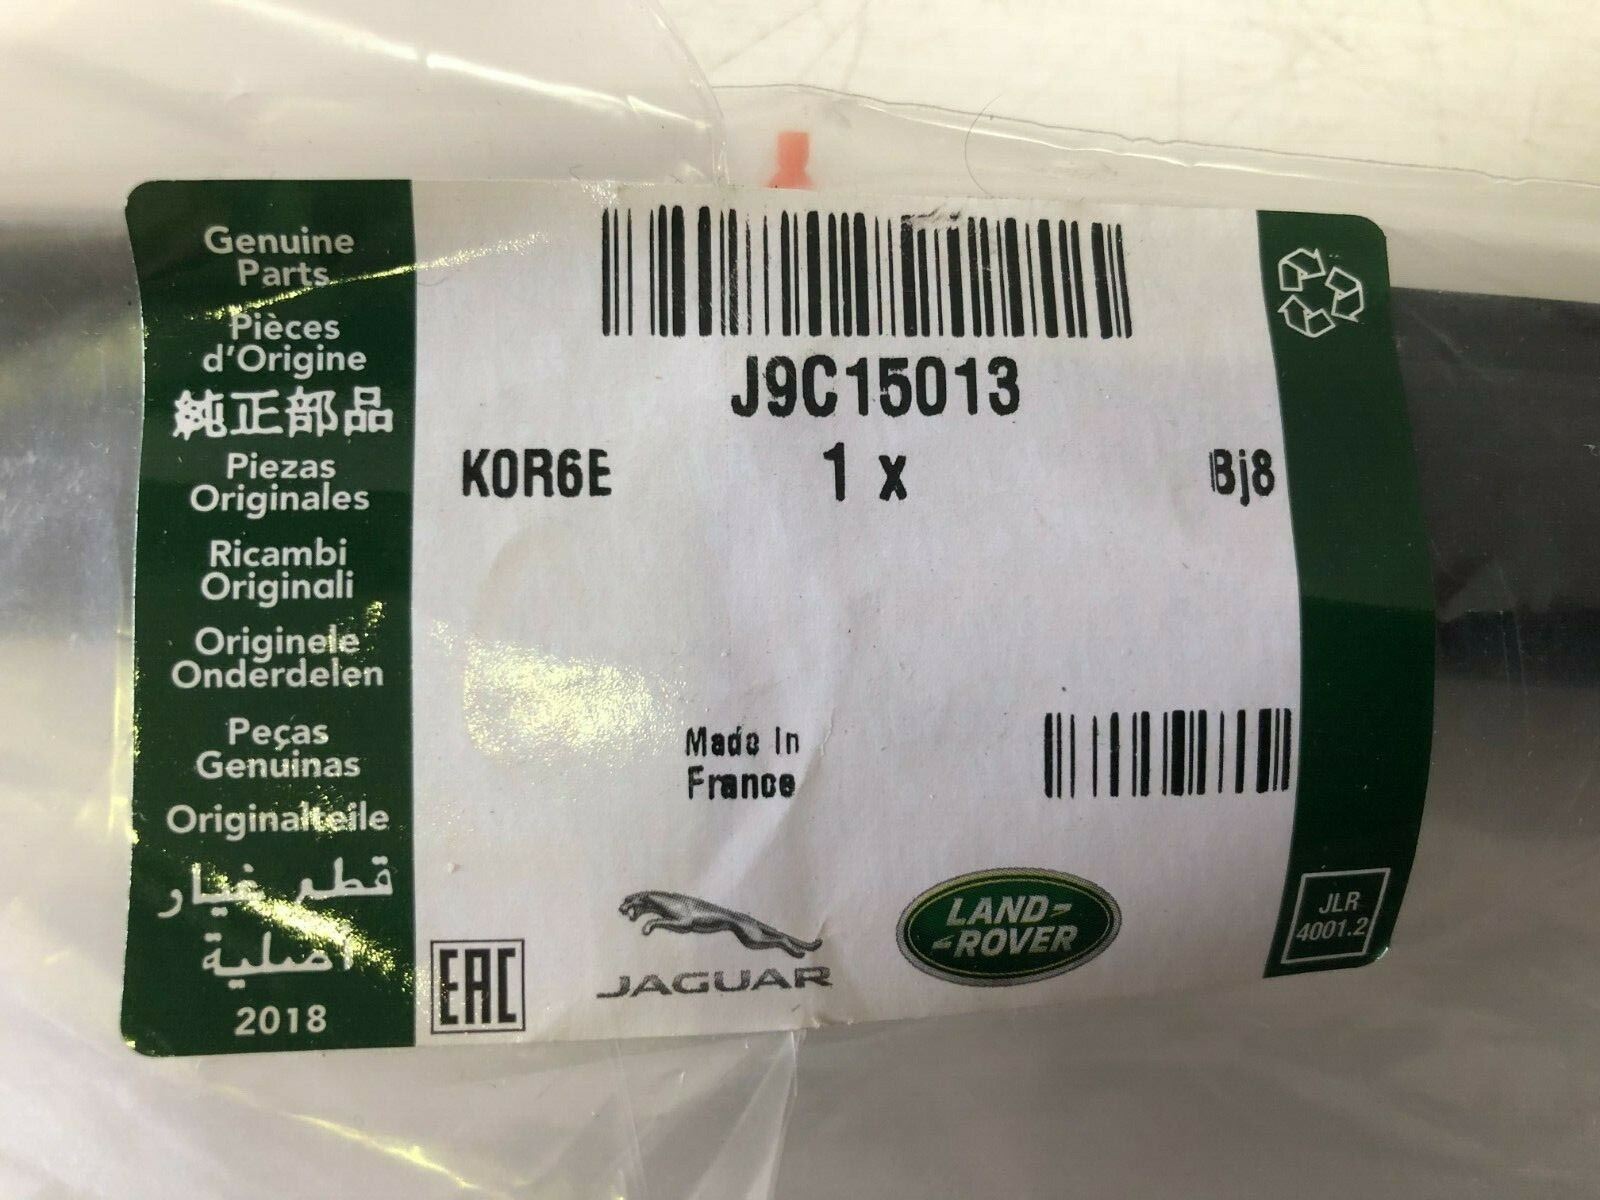 Genuine
Parts
Pièces
d'Origine
純正部品
Piezas
Originales
Ricambi
Originali
Originele
Onderdelen
Peças
Genuinas
Originalteile
قطع غيار
أصلية
2018
J9C15013
K0R6E 1 x Bj8
Made In
France
EAC
JAGUAR
LAND-
-ROVER
JLR
4001.2